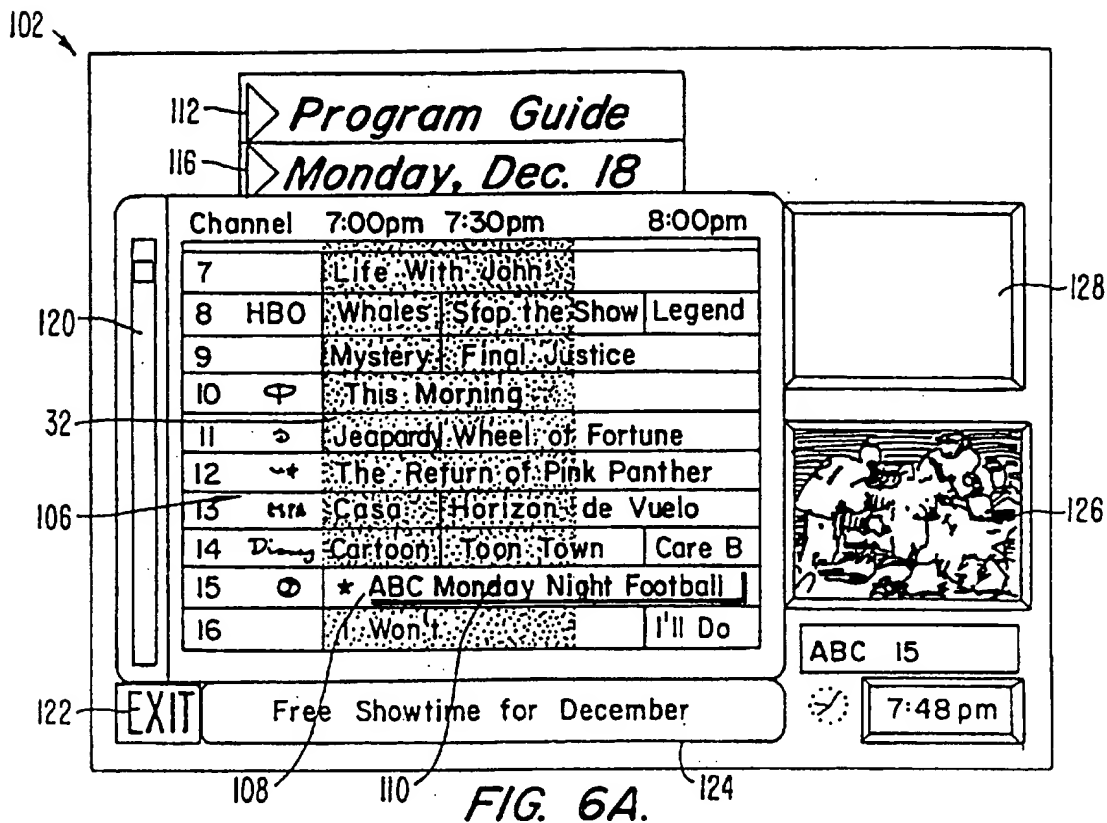 102
112 Program Guide
116 Monday, Dec. 18
Channel 7:00pm 7:30pm 8:00pm
7 Life With John
8 HBO Whales Stop the Show Legend
128
120
9 Mystery Final Justice
10 This Morning
32
11 Jeapardy Wheel of Fortune
12 The Return of Pink Panther
106
13 Casa Horizon de Vuelo
126
14 Disney Cartoon Toon Town Care B
15 * ABC Monday Night Football
16 I Won't I'll Do
ABC 15
122 EXIT Free Showtime for December 7:48 pm
108 110 124
FIG. 6A.